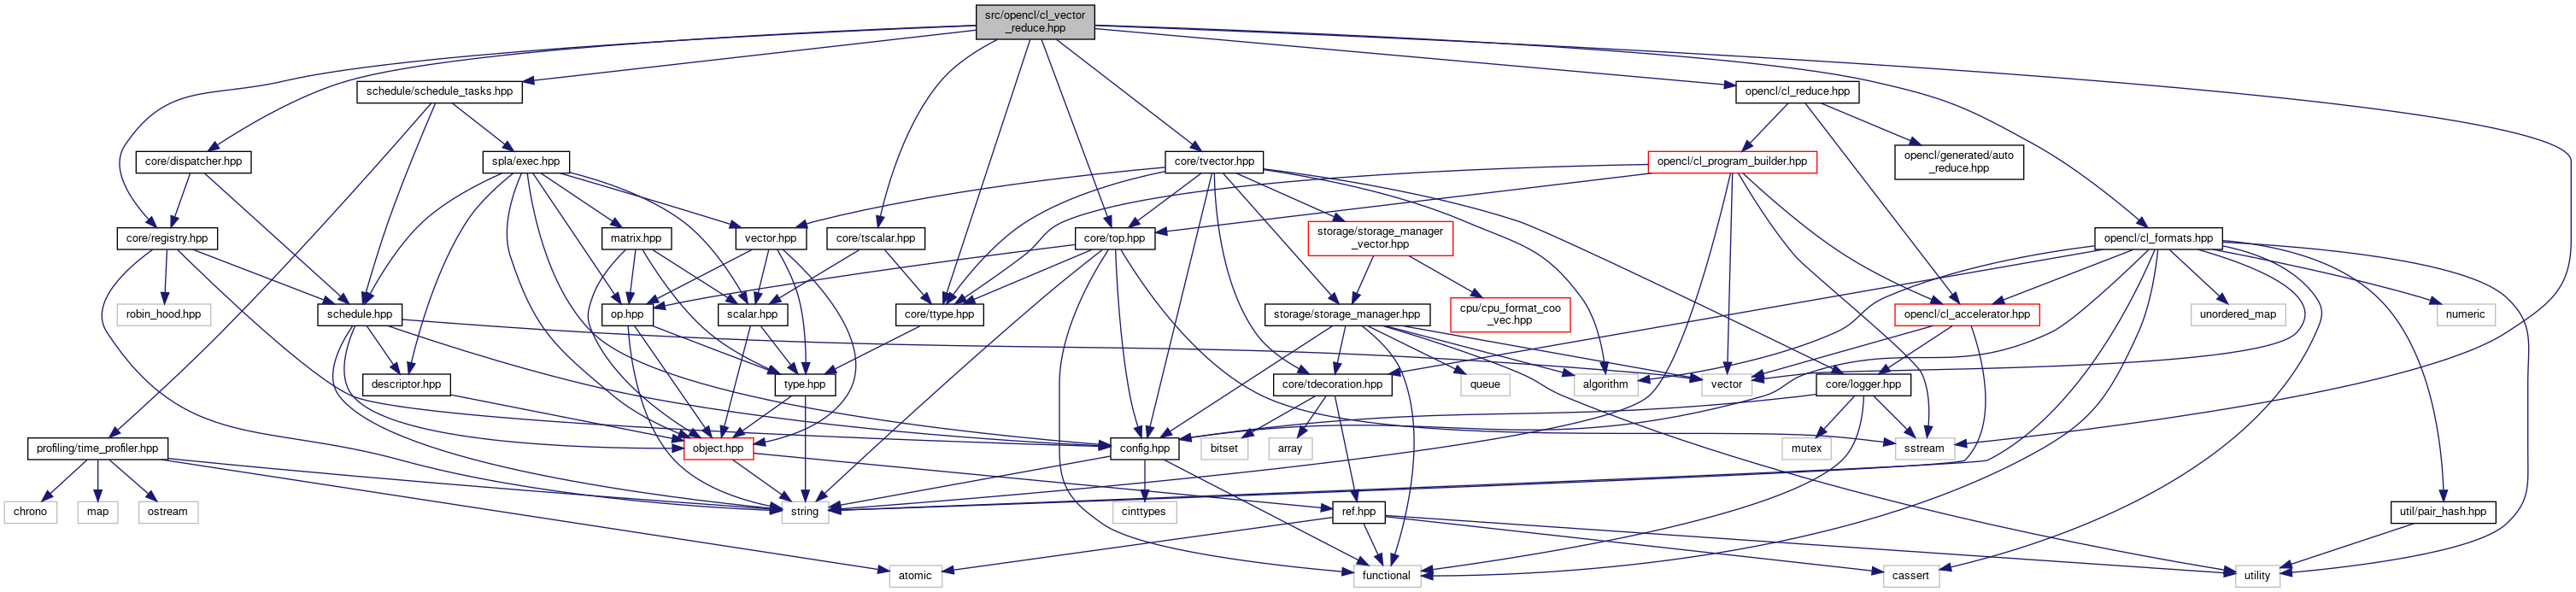 src/opencl/cl_vector
_reduce.hpp
schedule/schedule_tasks.hpp
opencl/cl_reduce.hpp
core/dispatcher.hpp
spla/exec.hpp
core/tvector.hpp
opencl/cl_program_builder.hpp
opencl/generated/auto
_reduce.hpp
core/registry.hpp
matrix.hpp
vector.hpp
core/tscalar.hpp
core/top.hpp
storage/storage_manager
_vector.hpp
opencl/cl_formats.hpp
robin_hood.hpp
schedule.hpp
op.hpp
scalar.hpp
core/ttype.hpp
storage/storage_manager.hpp
cpu/cpu_format_coo
_vec.hpp
opencl/cl_accelerator.hpp
unordered_map
numeric
descriptor.hpp
type.hpp
core/tdecoration.hpp
queue
algorithm
vector
core/logger.hpp
profiling/time_profiler.hpp
object.hpp
config.hpp
bitset
array
mutex
sstream
chrono
map
ostream
string
cinttypes
ref.hpp
util/pair_hash.hpp
atomic
functional
cassert
utility